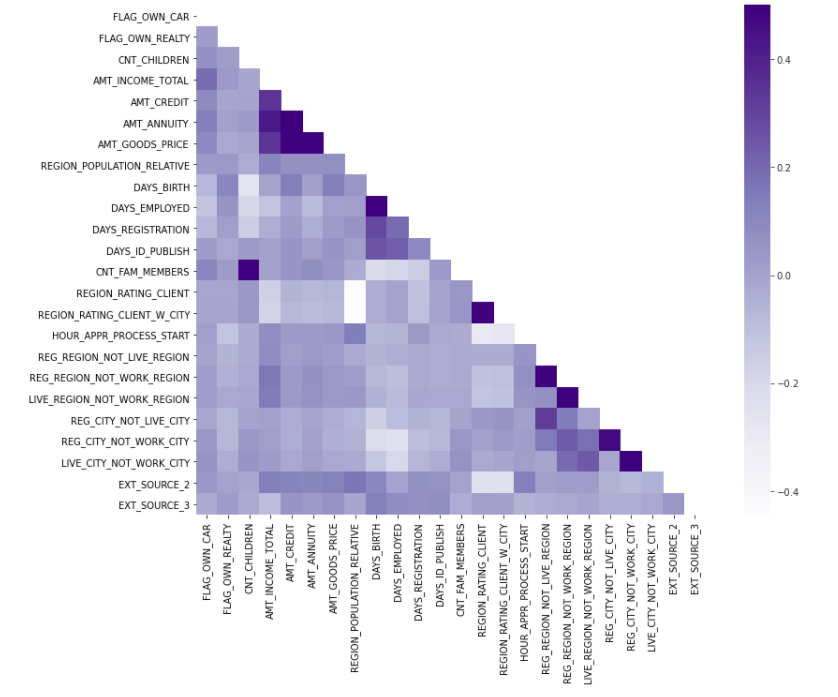 FLAG_OWN_CAR
FLAG_OWN_REALTY
CNT_CHILDREN
AMT_INCOME_TOTAL
AMT_CREDIT
AMT_ANNUITY
AMT_GOODS_PRICE
REGION_POPULATION_RELATIVE
DAYS_BIRTH
DAYS_EMPLOYED
DAYS_REGISTRATION
DAYS_ID_PUBLISH
CNT_FAM_MEMBERS
REGION_RATING_CLIENT
REGION_RATING_CLIENT_W_CITY
HOUR_APPR_PROCESS_START
REG_REGION_NOT_LIVE_REGION
REG_REGION_NOT_WORK_REGION
LIVE_REGION_NOT_WORK_REGION
REG_CITY_NOT_LIVE_CITY
REG_CITY_NOT_WORK_CITY
LIVE_CITY_NOT_WORK_CITY
EXT_SOURCE_2
EXT_SOURCE_3
FLAG_OWN_CAR
FLAG_OWN_REALTY
CNT_CHILDREN
AMT_INCOME_TOTAL
AMT_CREDIT
AMT_ANNUITY
AMT_GOODS_PRICE
REGION_POPULATION_RELATIVE
DAYS_BIRTH
DAYS_EMPLOYED
DAYS_REGISTRATION
DAYS_ID_PUBLISH
CNT_FAM_MEMBERS
REGION_RATING_CLIENT
REGION_RATING_CLIENT_W_CITY
HOUR_APPR_PROCESS_START
REG_REGION_NOT_LIVE_REGION
REG_REGION_NOT_WORK_REGION
LIVE_REGION_NOT_WORK_REGION
REG_CITY_NOT_LIVE_CITY
REG_CITY_NOT_WORK_CITY
LIVE_CITY_NOT_WORK_CITY
EXT_SOURCE_2
EXT_SOURCE_3
0.4
0.2
0.0
−0.2
−0.4